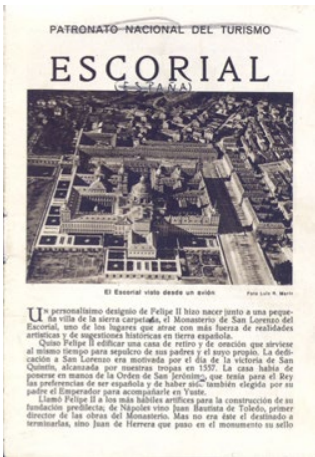 PATRONATO NACIONAL DEL TURISMO
ESCORIAL
(ESPAÑA)
El Escorial visto desde un avión
Foto Luis R. Marín
Un personalísimo designio de Felipe II hizo nacer junto a una peque-
ña villa de la sierra carpetada, el Monasterio de San Lorenzo del
Escorial, uno de los lugares que atrae con más fuerza de realidades
artísticas y de sugestiones históricas en tierra española.
Quiso Felipe II edificar una casa de retiro y de oración que sirviese
al mismo tiempo para sepulcro de sus padres y el suyo propio. La dedi-
cación a San Lorenzo era motivada por el día de la victoria de San
Quintín, alcanzada por nuestras tropas en 1557. La casa había de
ponerse en manos de la Orden de San Jerónimo, que tenía para el Rey
las preferencias de ser española y de haber sido también elegida por su
padre el Emperador para acompañarle en Yuste.
Llamó Felipe II a los más hábiles artífices para la construcción de su
fundación predilecta; de Nápoles vino Juan Bautista de Toledo, primer
director de las obras del Monasterio. Mas no era éste el destinado a
terminarlas, sino Juan de Herrera que puso en el monumento su sello